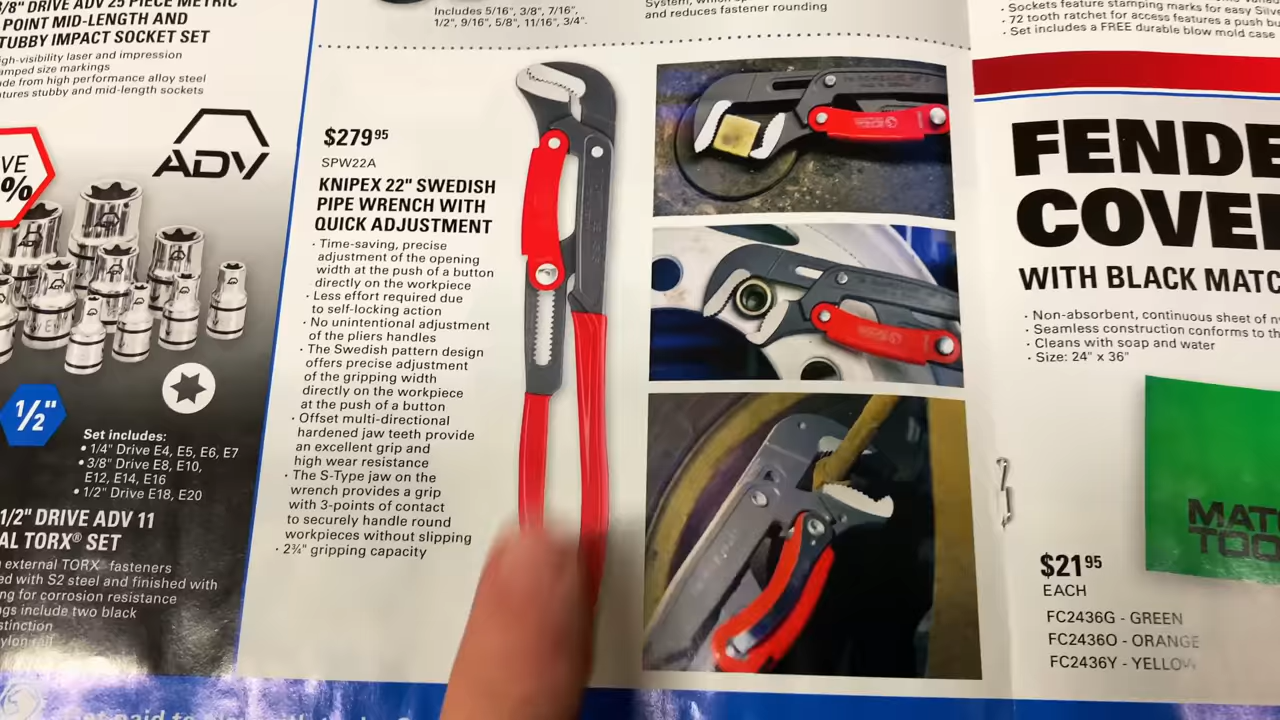 3/8" DRIVE ADV 25 PIECE METRIC
POINT MID-LENGTH AND
STUBBY IMPACT SOCKET SET
high-visibility laser and impression
stamped size markings
made from high performance alloy steel
features stubby and mid-length sockets
ADV
%
1/2"
Set includes:
• 1/4" Drive E4, E5, E6, E7
• 3/8" Drive E8, E10,
E12, E14, E16
• 1/2" Drive E18, E20
1/2" DRIVE ADV 11
TORX® SET
external TORX fasteners
with S2 steel and finished with
for corrosion resistance
include two black
Includes 5/16", 3/8", 7/16",
1/2", 9/16", 5/8", 11/16", 3/4".
System,
and reduces fastener rounding
$279 95
SPW22A
KNIPEX 22" SWEDISH
PIPE WRENCH WITH
QUICK ADJUSTMENT
· Time-saving, precise
adjustment of the opening
width at the push of a button
directly on the workpiece
· Less effort required due
to self-locking action
· No unintentional adjustment
of the pliers handles
· The Swedish pattern design
offers precise adjustment
of the gripping width
directly on the workpiece
at the push of a button
· Offset multi-directional
hardened jaw teeth provide
an excellent grip and
high wear resistance
· The S-Type jaw on the
wrench provides a grip
with 3-points of contact
to securely handle round
workpieces without slipping
· 2¾" gripping capacity
· Sockets feature stamping marks for easy
· 72 tooth ratchet for access features a push
· Set includes a FREE durable blow mold case
FENDE
COVE
WITH BLACK MATC
· Non-absorbent, continuous sheet of
· Seamless construction conforms to
· Cleans with soap and water
· Size: 24" x 36"
MAT
TOO
$21 95
EACH
FC2436G - GREEN
FC2436O - ORANGE
FC2436Y - YELLOW